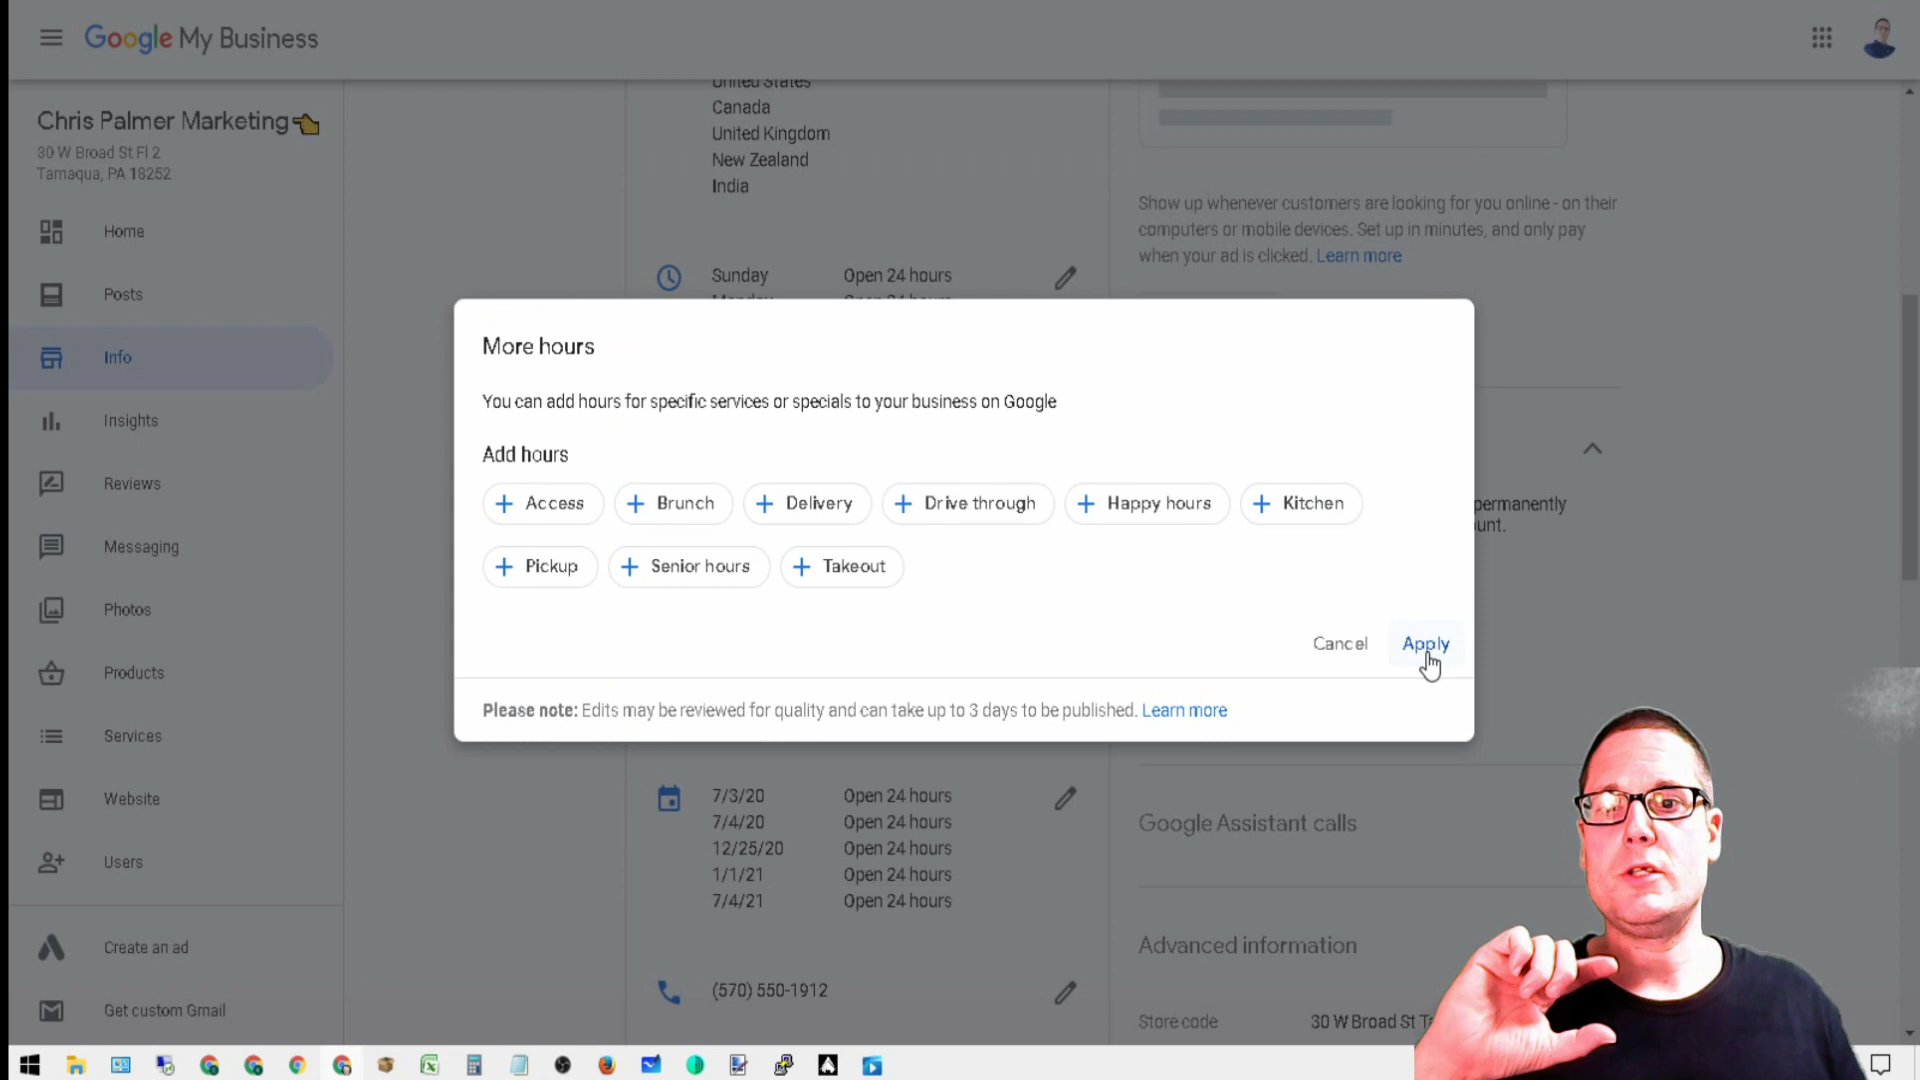 Google My Business
Chris Palmer Marketing
30 W Broad St Fl 2
Tamaqua, PA 18252
Home
Posts
Info
Insights
Reviews
Messaging
Photos
Products
Services
Website
Users
Create an ad
Get custom Gmail
United States
Canada
United Kingdom
New Zealand
India
Sunday Open 24 hours
Monday Open 24 hours
Show up whenever customers are looking for you online - on their
computers or mobile devices. Set up in minutes, and only pay
when your ad is clicked. Learn more
More hours
You can add hours for specific services or specials to your business on Google
Add hours
Access Brunch Delivery Drive through Happy hours Kitchen
Pickup Senior hours Takeout
Cancel Apply
Please note: Edits may be reviewed for quality and can take up to 3 days to be published. Learn more
permanently
unt.
7/3/20 Open 24 hours
7/4/20 Open 24 hours
12/25/20 Open 24 hours
1/1/21 Open 24 hours
7/4/21 Open 24 hours
(570) 550-1912
Google Assistant calls
Advanced information
Store code 30 W Broad St